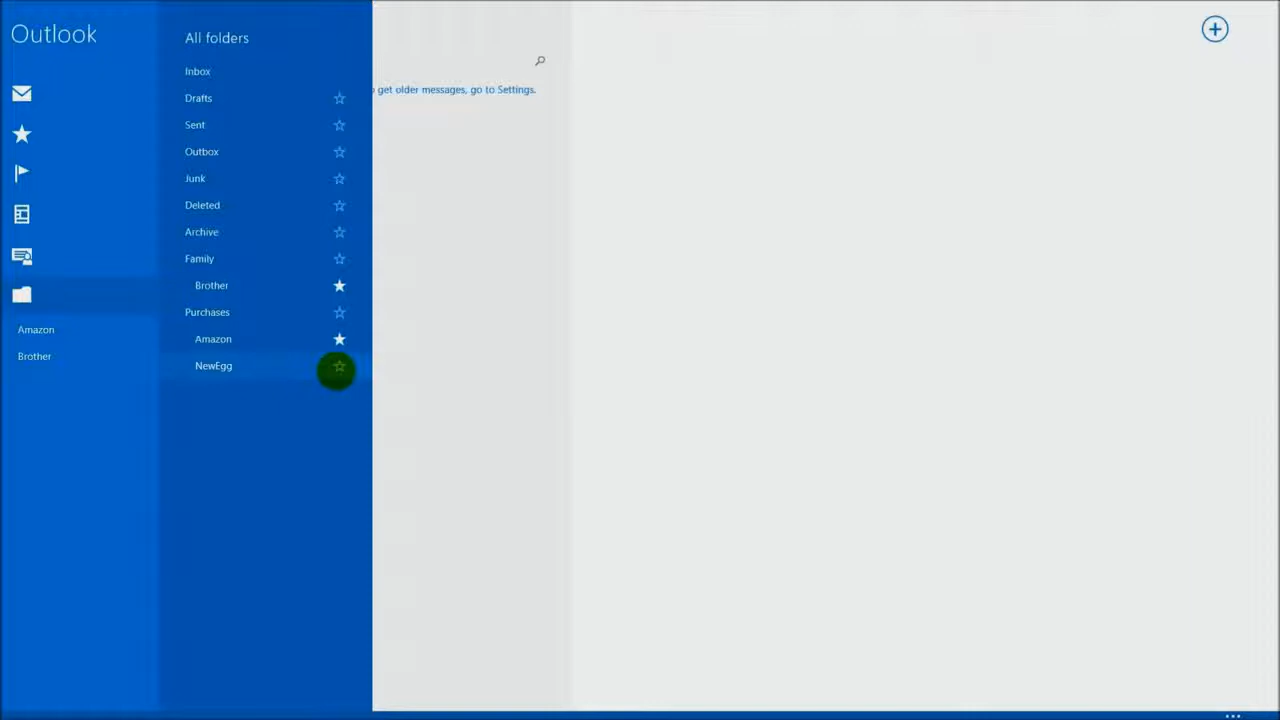 Outlook
All folders
Inbox
get older messages, go to Settings.
Drafts
Sent
Outbox
Junk
Deleted
Archive
Family
Brother
Purchases
Amazon
NewEgg
Amazon
Brother